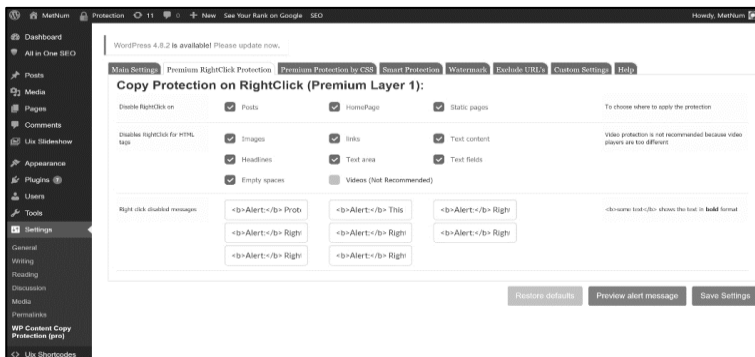 MetNum Protection 11 0 New See Your Rank on Google SEO Howdy, MetNum
Dashboard
All in One SEO
Posts
Media
Pages
Comments
Uix Slideshow
Appearance
Plugins
Users
Tools
Settings
General
Writing
Reading
Discussion
Media
Permalinks
WP Content Copy
Protection (pro)
Uix Shortcodes
WordPress 4.8.2 is available! Please update now.
Main Settings Premium RightClick Protection Premium Protection by CSS Smart Protection Watermark Exclude URL's Custom Settings Help
Copy Protection on RightClick (Premium Layer 1):
Disable RightClick on Posts HomePage Static pages To choose where to apply the protection
Disables RightClick for HTML
tags
Images links Text content
Headlines Text area Text fields
Empty spaces Videos (Not Recommended)
Video protection is not recommended because video
players are too different
Right click disabled messages
<b>Alert:</b> Prote <b>Alert:</b> This <b>Alert:</b> Right
<b>Alert:</b> Right <b>Alert:</b> Right <b>Alert:</b> Right
<b>Alert:</b> Right <b>Alert:</b> Right
<b>some text</b> shows the text in bold format
Restore defaults Preview alert message Save Settings